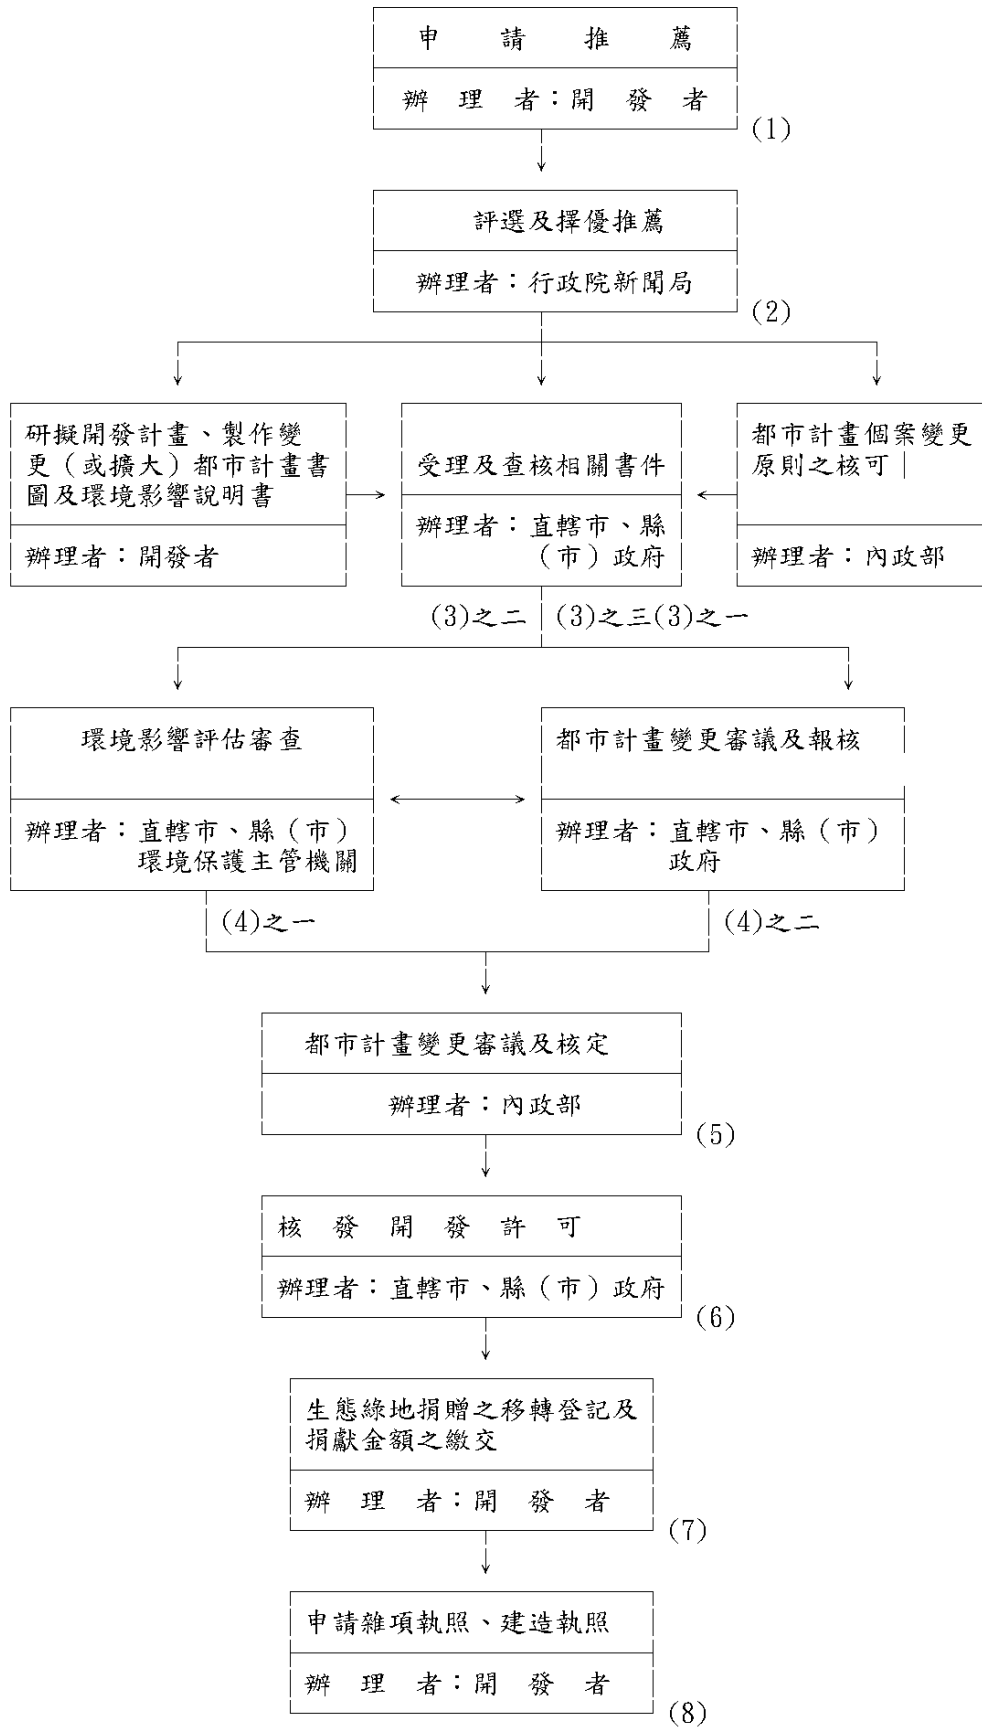 申請推薦
辦理者：開發者
(1)
評選及擇優推薦
辦理者：行政院新聞局
(2)
研擬開發計畫、製作變
更（或擴大）都市計畫書
圖及環境影響說明書
辦理者：開發者
受理及查核相關書件
辦理者：直轄市、縣
（市）政府
都市計畫個案變更
原則之核可
辦理者：內政部
(3)之二
(3)之三(3)之一
環境影響評估審查
辦理者：直轄市、縣（市）
環境保護主管機關
都市計畫變更審議及報核
辦理者：直轄市、縣（市）
政府
(4)之一
(4)之二
都市計畫變更審議及核定
辦理者：內政部
(5)
核發開發許可
辦理者：直轄市、縣（市）政府
(6)
生態綠地捐贈之移轉登記及
捐獻金額之繳交
辦理者：開發者
(7)
申請雜項執照、建造執照
辦理者：開發者
(8)